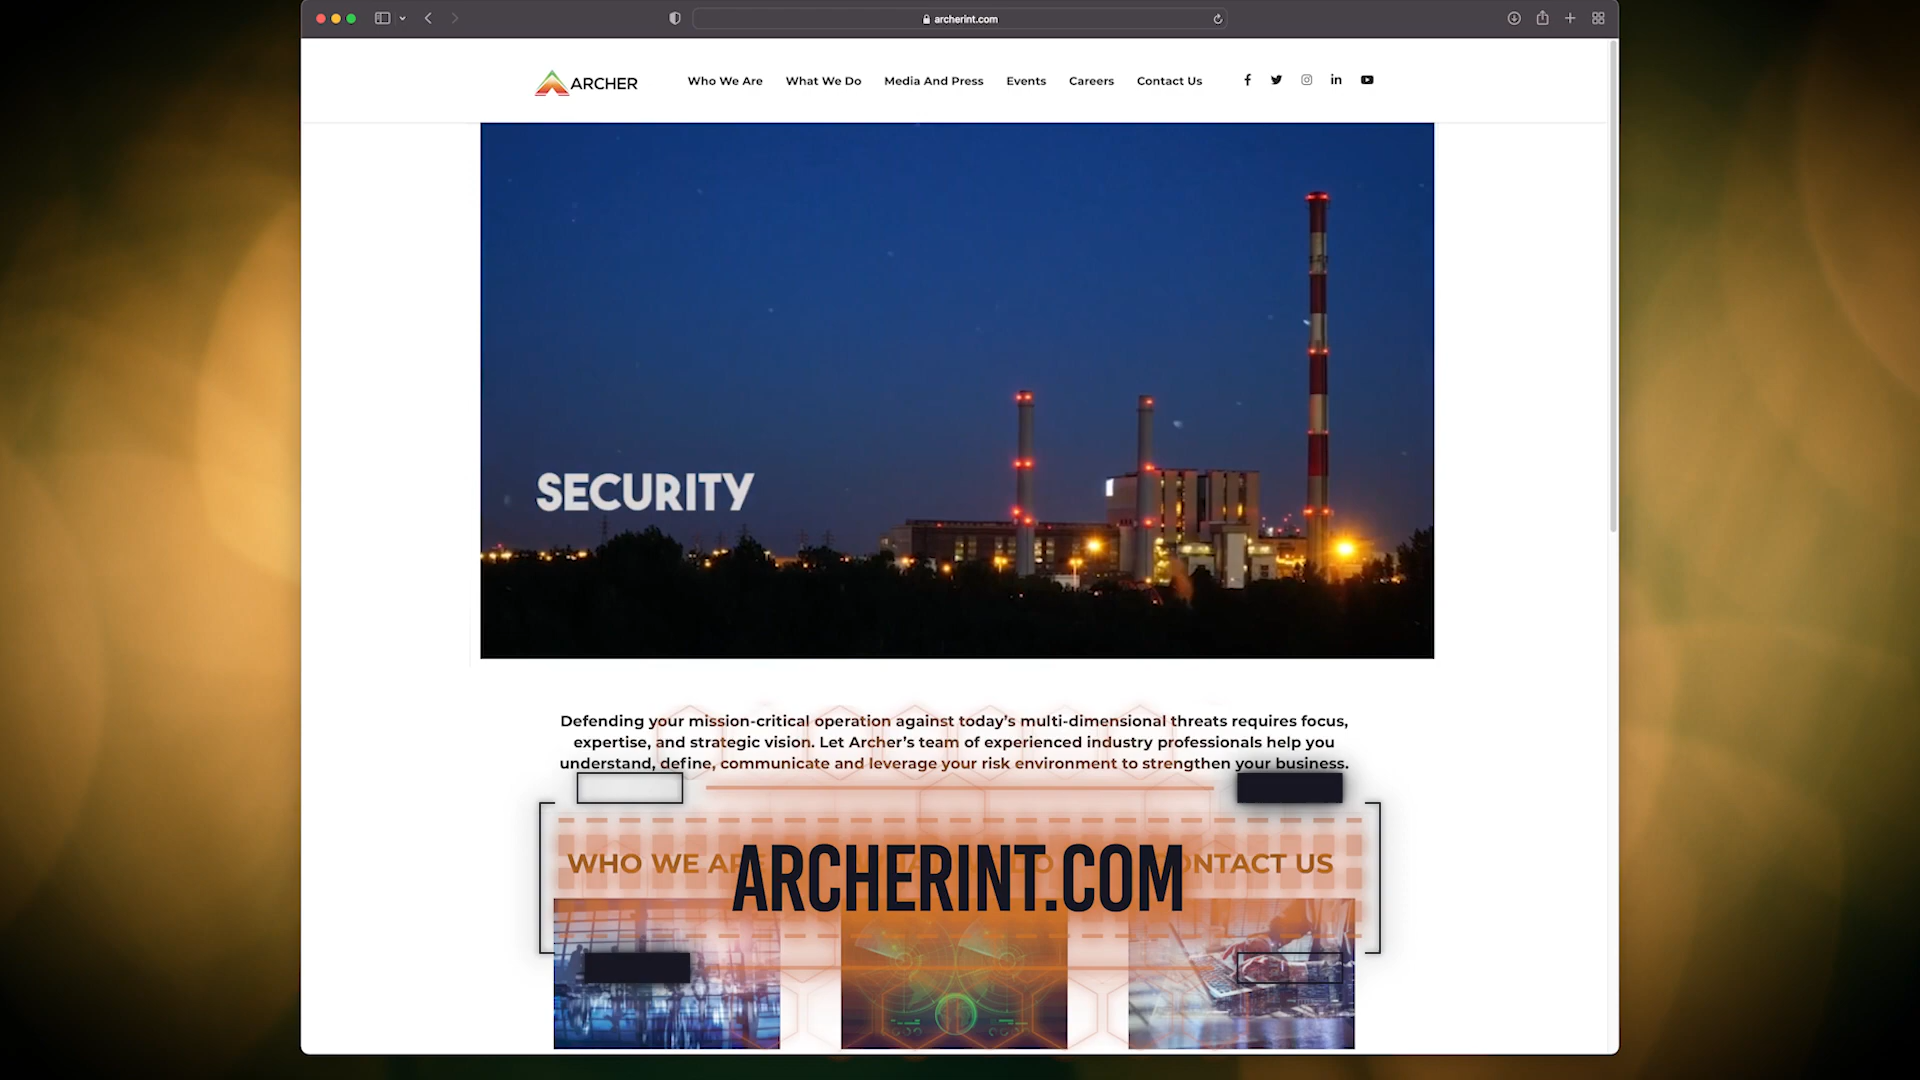 archerint.com
ARCHER
Who We Are
What We Do
Media And Press
Events
Careers
Contact Us
SECURITY
Defending your mission-critical operation against today's multi-dimensional threats requires focus,
expertise, and strategic vision. Let Archer's team of experienced industry professionals help you
understand, define, communicate and leverage your risk environment to strengthen your business.
WHO WE ARE
CONTACT US
ARCHERINT.COM